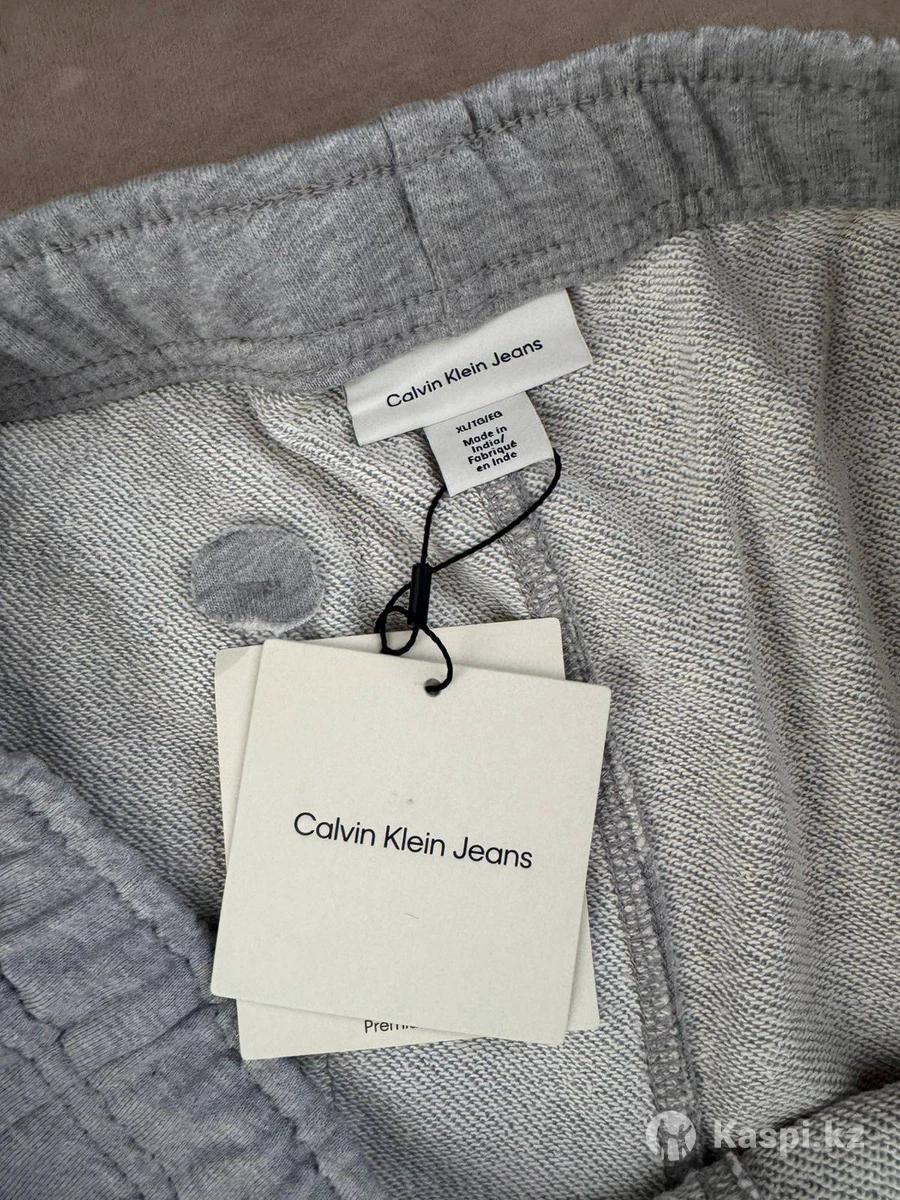 Calvin Klein Jeans
XL/TG/EG
Made in
India/
Fabriqué
en Inde
Calvin Klein Jeans
Kaspi.kz